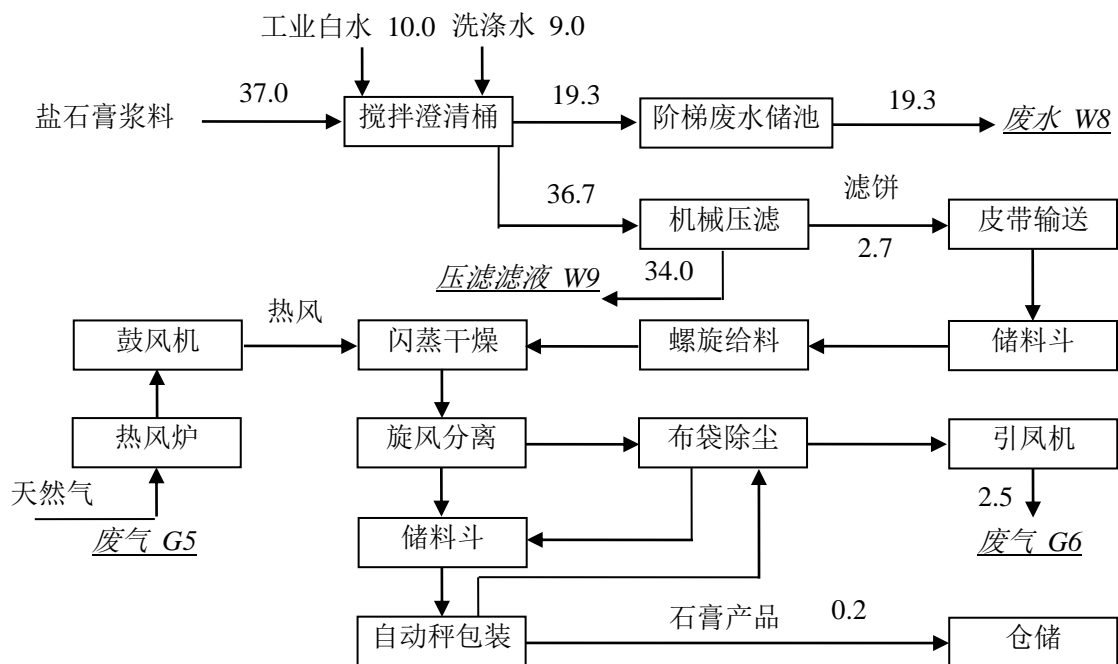 工业白水 10.0 洗涤水 9.0
盐石膏浆料 37.0 搅拌澄清桶 19.3 阶梯废水储池 19.3 废水 W8
36.7 机械压滤 滤饼 2.7 皮带输送
压滤滤液 W9 34.0
鼓风机 热风 闪蒸干燥 螺旋给料 储料斗
热风炉 旋风分离 布袋除尘 引风机
天然气 废气 G5 储料斗 2.5 废气 G6
自动秤包装 石膏产品 0.2 仓储